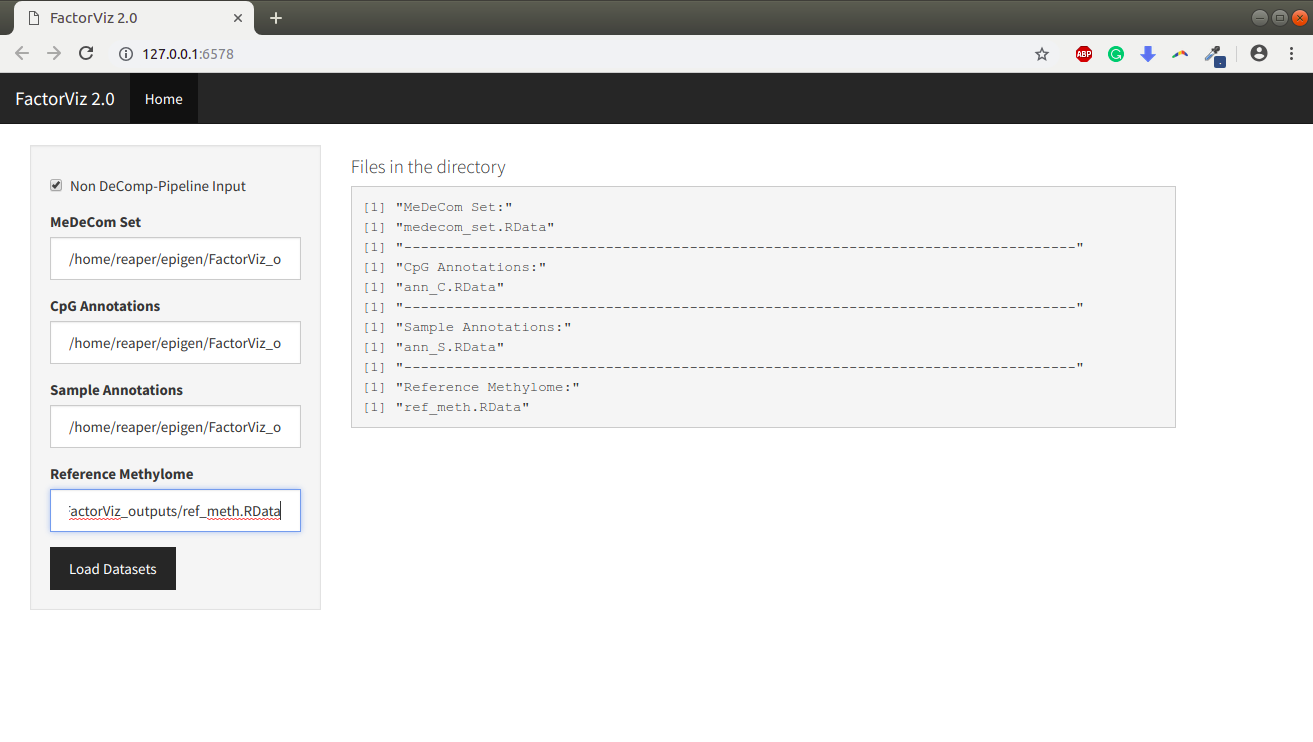 FactorViz 2.0
127.0.0.1:6578
ABP
FactorViz 2.0 Home
Non DeComp-Pipeline Input
MeDeCom Set
/home/reaper/epigen/FactorViz_o
CpG Annotations
/home/reaper/epigen/FactorViz_o
Sample Annotations
/home/reaper/epigen/FactorViz_o
Reference Methylome
actorViz_outputs/ref_meth.RData
Load Datasets
Files in the directory
[1] "MeDeCom Set:"
[1] "medecom_set.RData"
[1] "--------------------------------------------------------------------------------"
[1] "CpG Annotations:"
[1] "ann_C.RData"
[1] "--------------------------------------------------------------------------------"
[1] "Sample Annotations:"
[1] "ann_S.RData"
[1] "--------------------------------------------------------------------------------"
[1] "Reference Methylome:"
[1] "ref_meth.RData"